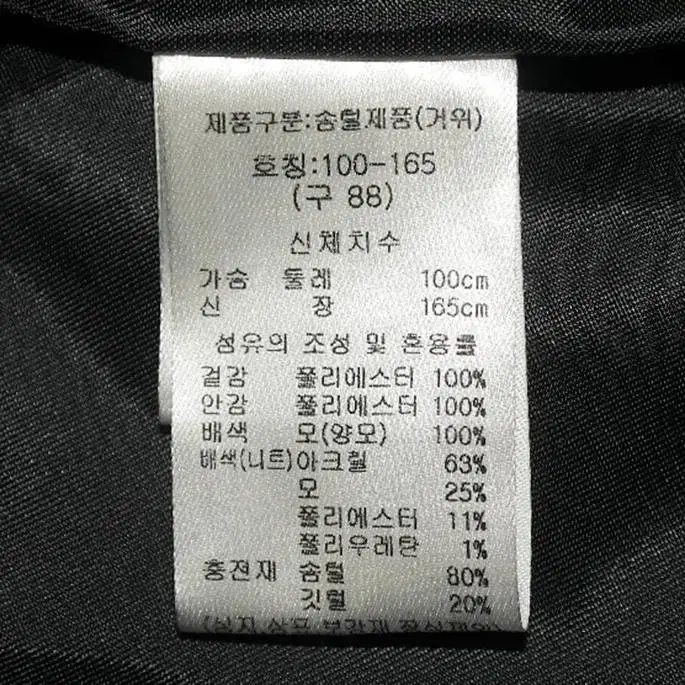 제품구분:솜털제품(거위)
호칭:100-165
(구 88)
신체치수
가슴 둘레 100cm
신 장 165cm
섬유의 조성 및 혼용률
겉감 폴리에스터 100%
안감 폴리에스터 100%
배색 모(양모) 100%
배색(니트)아크릴 63%
모 25%
폴리에스터 11%
폴리우레탄 1%
충전재 솜털 80%
깃털 20%